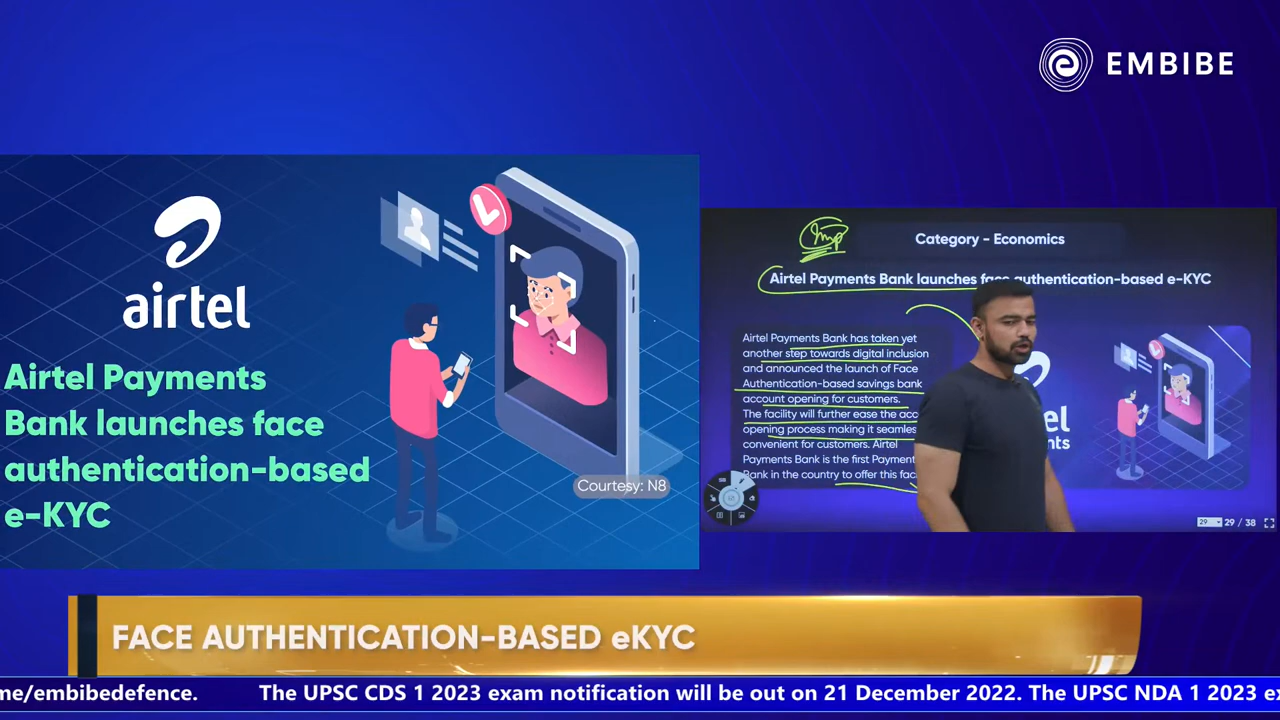 EMBIBE
airtel
Airtel Payments
Bank launches face
authentication-based
e-KYC
Courtesy: N8
Imp
Category - Economics
Airtel Payments Bank launches face authentication-based e-KYC
Airtel Payments Bank has taken yet
another step towards digital inclusion
and announced the launch of Face
Authentication-based savings bank
account opening for customers.
The facility will further ease the acc
opening process making it seamles
convenient for customers. Airtel
Payments Bank is the first Payment
Bank in the country to offer this fac
el
nts
29 29 / 38
FACE AUTHENTICATION-BASED eKYC
me/embibedefence. The UPSC CDS 1 2023 exam notification will be out on 21 December 2022. The UPSC NDA 1 2023 ex